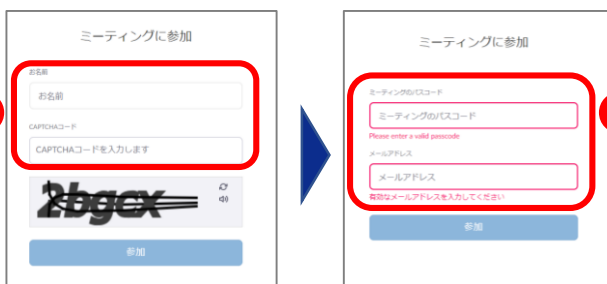 ミーティングに参加
お名前
お名前
CAPTCHAコード
CAPTCHAコードを入力します
2bgcx
参加
ミーティングに参加
ミーティングのパスコード
ミーティングのパスコード
Please enter a valid passcode
メールアドレス
メールアドレス
有効なメールアドレスを入力してください
参加